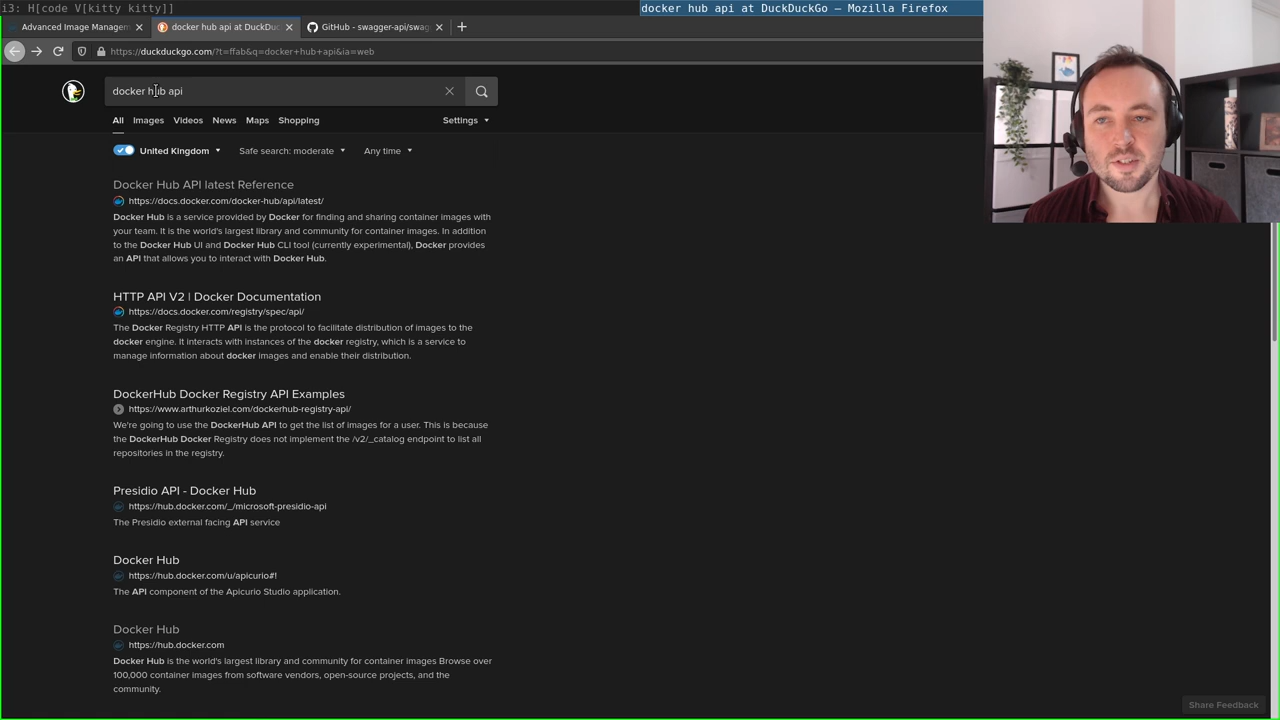 i3: H[code V[kitty kitty]]
docker hub api at DuckDuckGo — Mozilla Firefox
Advanced Image Managem
docker hub api at DuckDu
GitHub - swagger-api/swag
https://duckduckgo.com/?t=ffab&q=docker+hub+api&ia=web
docker hub api
All Images Videos News Maps Shopping Settings
United Kingdom Safe search: moderate Any time
Docker Hub API latest Reference
https://docs.docker.com/docker-hub/api/latest/
Docker Hub is a service provided by Docker for finding and sharing container images with
your team. It is the world's largest library and community for container images. In addition
to the Docker Hub UI and Docker Hub CLI tool (currently experimental), Docker provides
an API that allows you to interact with Docker Hub.
HTTP API V2 | Docker Documentation
https://docs.docker.com/registry/spec/api/
The Docker Registry HTTP API is the protocol to facilitate distribution of images to the
docker engine. It interacts with instances of the docker registry, which is a service to
manage information about docker images and enable their distribution.
DockerHub Docker Registry API Examples
https://www.arthurkoziel.com/dockerhub-registry-api/
We're going to use the DockerHub API to get the list of images for a user. This is because
the DockerHub Docker Registry does not implement the /v2/_catalog endpoint to list all
repositories in the registry.
Presidio API - Docker Hub
https://hub.docker.com/_/microsoft-presidio-api
The Presidio external facing API service
Docker Hub
https://hub.docker.com/u/apicurio#!
The API component of the Apicurio Studio application.
Docker Hub
https://hub.docker.com
Docker Hub is the world's largest library and community for container images Browse over
100,000 container images from software vendors, open-source projects, and the
community.
Share Feedback